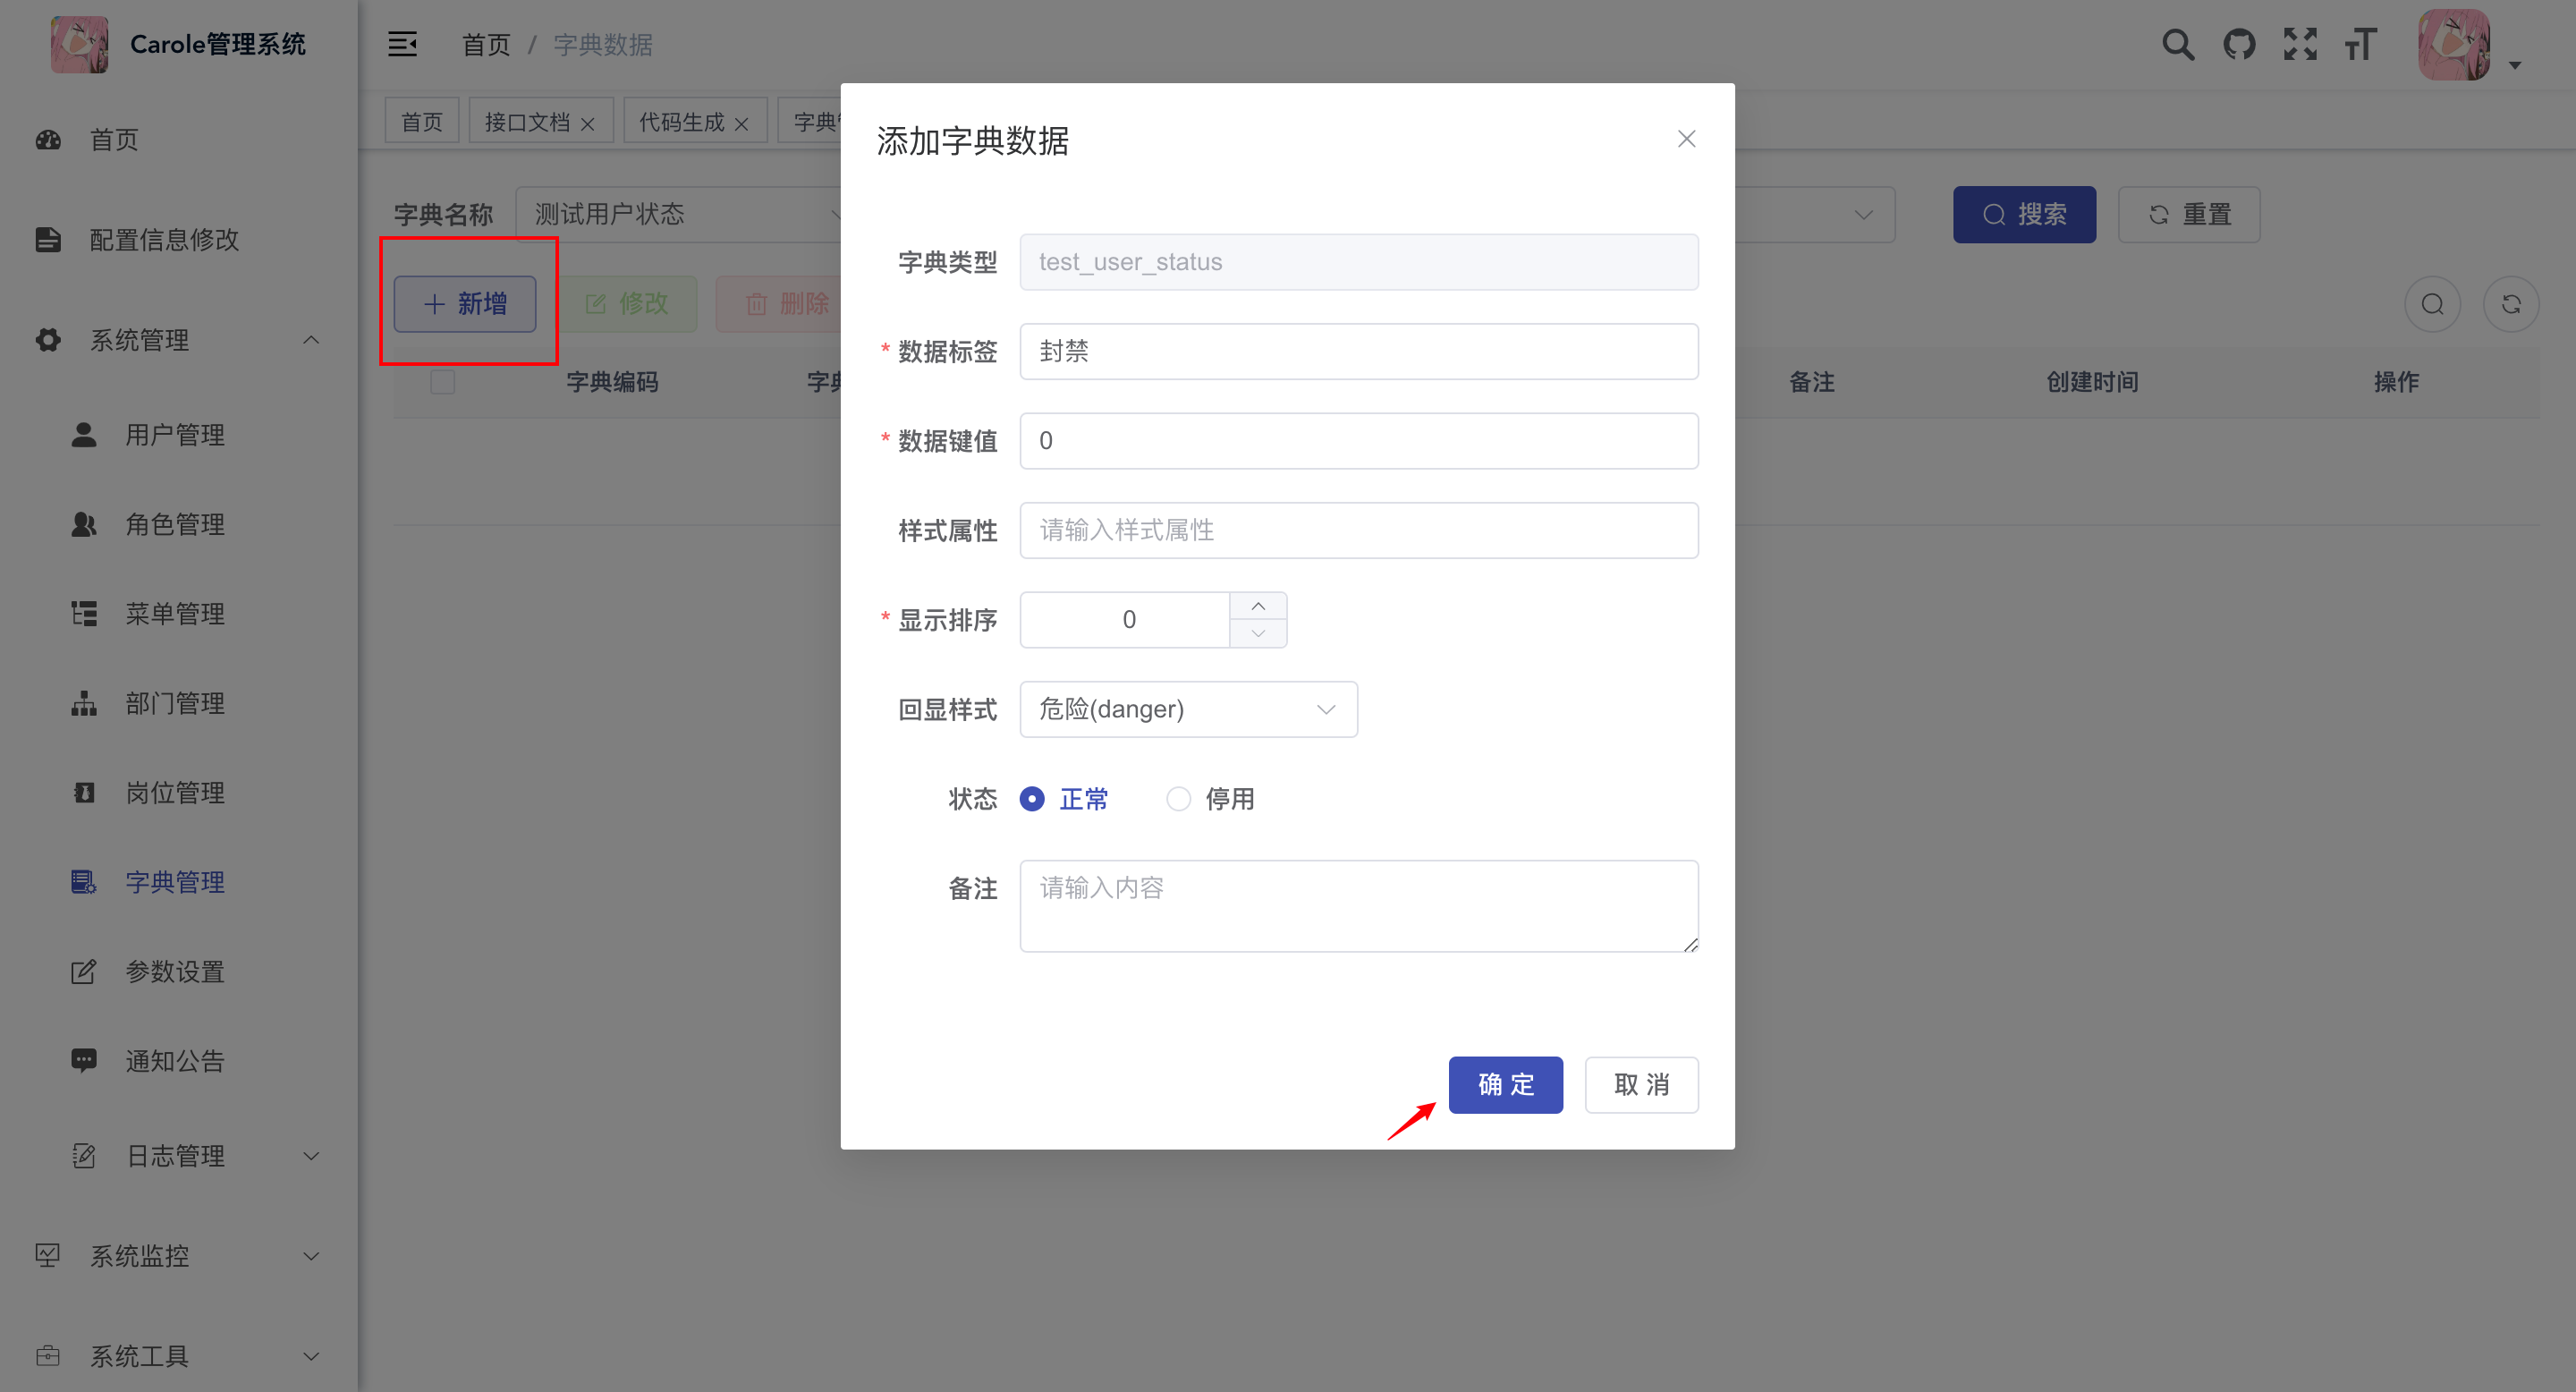 Carole管理系统
首页 / 字典数据
首页
接口文档
代码生成
字典
首页
配置信息修改
系统管理
用户管理
角色管理
菜单管理
部门管理
岗位管理
字典管理
参数设置
通知公告
日志管理
系统监控
系统工具
字典名称
测试用户状态
搜索
重置
新增
修改
删除
字典编码
字典
备注
创建时间
操作
添加字典数据
字典类型
test_user_status
* 数据标签
封禁
* 数据键值
0
样式属性
请输入样式属性
* 显示排序
0
回显样式
危险(danger)
状态
正常
停用
备注
请输入内容
确 定
取 消